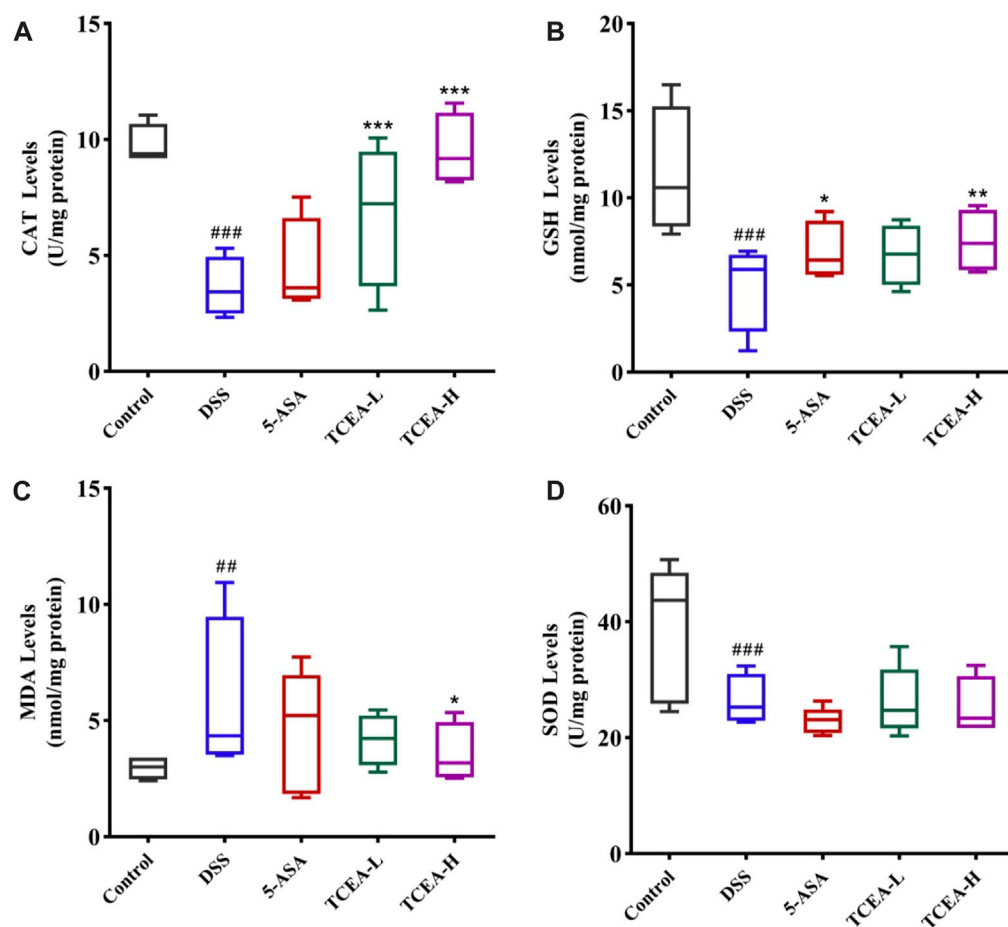 A
CAT Levels
(U/mg protein)
15
10
5
0
###
***
***
Control
DSS
5-ASA
TCEA-L
TCEA-H
B
GSH Levels
(nmol/mg protein)
20
15
10
5
0
###
*
**
Control
DSS
5-ASA
TCEA-L
TCEA-H
C
MDA Levels
(nmol/mg protein)
15
10
5
0
##
*
Control
DSS
5-ASA
TCEA-L
TCEA-H
D
SOD Levels
(U/mg protein)
60
40
20
0
###
Control
DSS
5-ASA
TCEA-L
TCEA-H